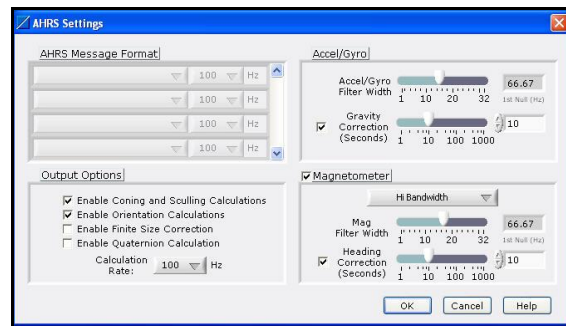 AHRS Settings
AHRS Message Format
100 Hz
100 Hz
100 Hz
100 Hz
Output Options
Enable Coning and Sculling Calculations
Enable Orientation Calculations
Enable Finite Size Correction
Enable Quaternion Calculation
Calculation
Rate: 100 Hz
Accel/Gyro
Accel/Gyro
Filter Width
1 10 20 32
66.67
1st Null (Hz)
Gravity
Correction
(Seconds)
1 10 100 1000
10
Magnetometer
Hi Bandwidth
Mag
Filter Width
1 10 20 32
66.67
1st Null (Hz)
Heading
Correction
(Seconds)
1 10 100 1000
10
OK Cancel Help